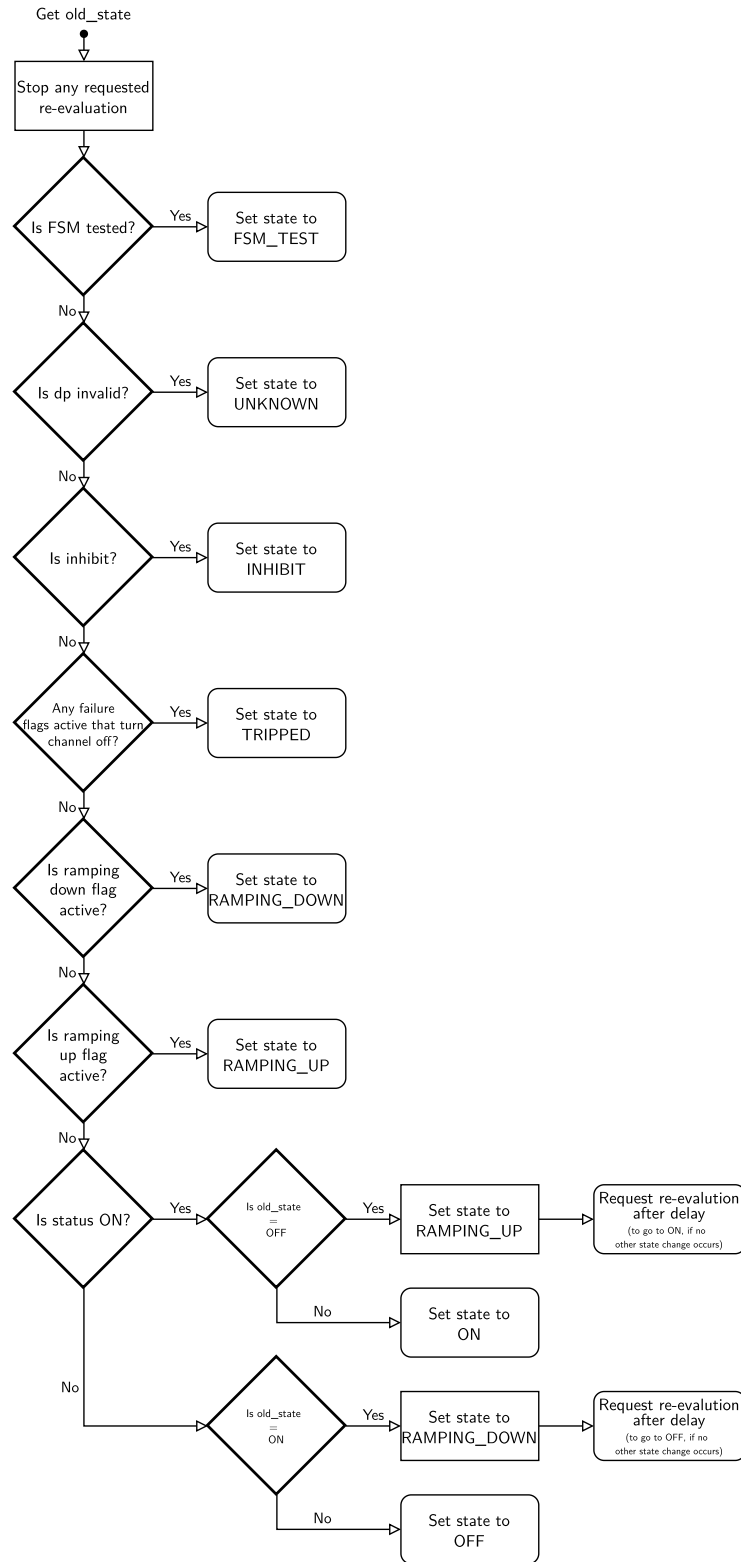 Get old_state
Stop any requested
re-evaluation
Is FSM tested?
Yes
Set state to
FSM_TEST
No
Is dp invalid?
Yes
Set state to
UNKNOWN
No
Is inhibit?
Yes
Set state to
INHIBIT
No
Any failure
flags active that turn
channel off?
Yes
Set state to
TRIPPED
No
Is ramping
down flag
active?
Yes
Set state to
RAMPING_DOWN
No
Is ramping
up flag
active?
Yes
Set state to
RAMPING_UP
No
Is status ON?
Yes
Is old_state
=
OFF
Yes
Set state to
RAMPING_UP
Request re-evalution
after delay
(to go to ON, if no
other state change occurs)
No
Set state to
ON
No
Is old_state
=
ON
Yes
Set state to
RAMPING_DOWN
Request re-evalution
after delay
(to go to OFF, if no
other state change occurs)
No
Set state to
OFF